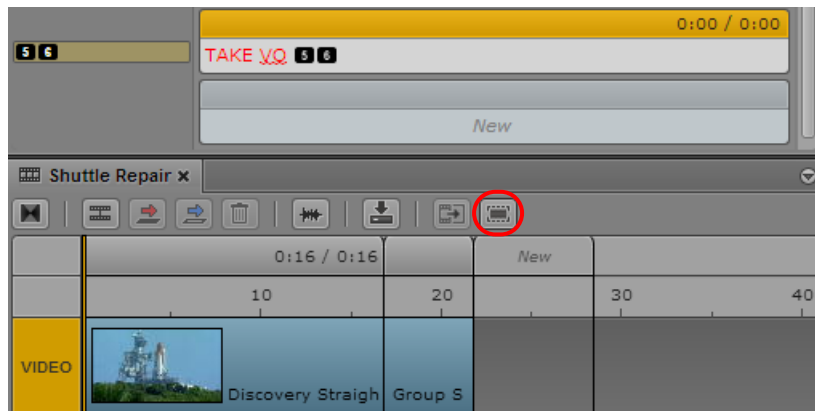 0:00 / 0:00
5 6
TAKE VO 5 6
New
Shuttle Repair x
0:16 / 0:16
New
10 20 30 40
VIDEO
Discovery Straigh
Group S